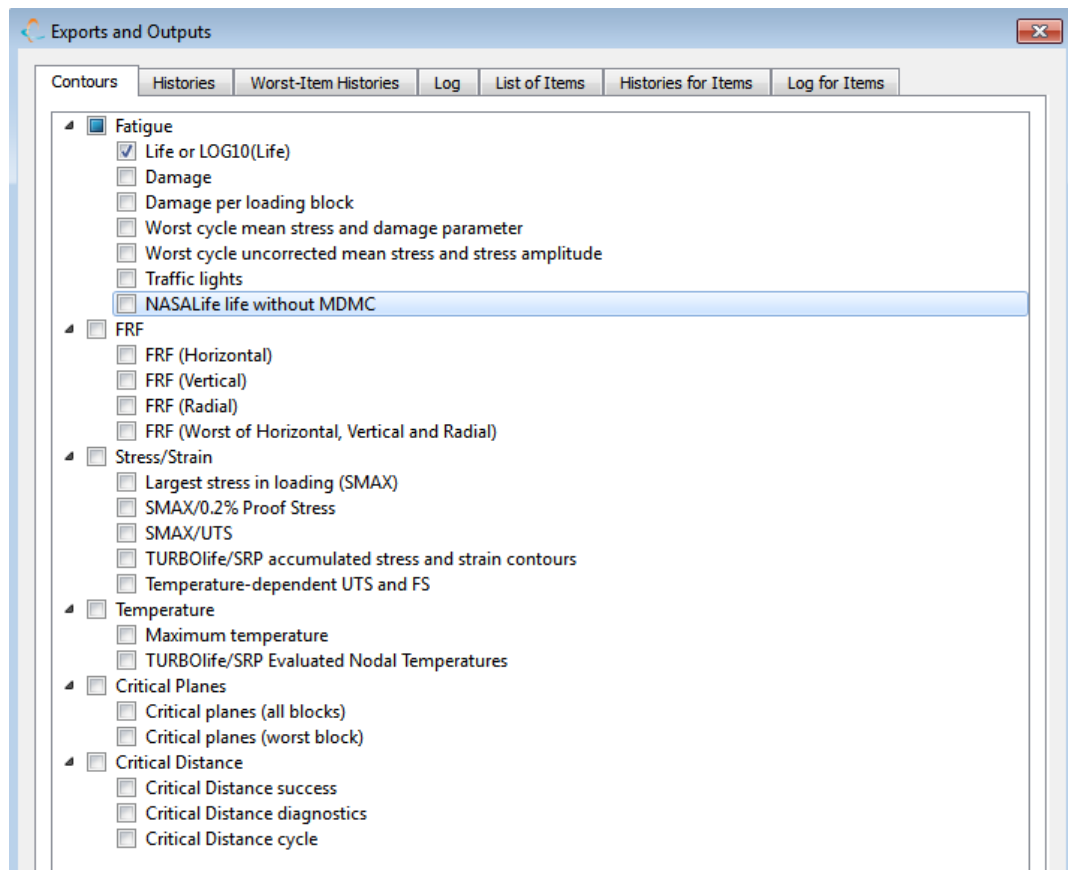 Exports and Outputs
Contours Histories Worst-Item Histories Log List of Items Histories for Items Log for Items
Fatigue
Life or LOG10(Life)
Damage
Damage per loading block
Worst cycle mean stress and damage parameter
Worst cycle uncorrected mean stress and stress amplitude
Traffic lights
NASALife life without MDMC
FRF
FRF (Horizontal)
FRF (Vertical)
FRF (Radial)
FRF (Worst of Horizontal, Vertical and Radial)
Stress/Strain
Largest stress in loading (SMAX)
SMAX/0.2% Proof Stress
SMAX/UTS
TURBOlife/SRP accumulated stress and strain contours
Temperature-dependent UTS and FS
Temperature
Maximum temperature
TURBOlife/SRP Evaluated Nodal Temperatures
Critical Planes
Critical planes (all blocks)
Critical planes (worst block)
Critical Distance
Critical Distance success
Critical Distance diagnostics
Critical Distance cycle